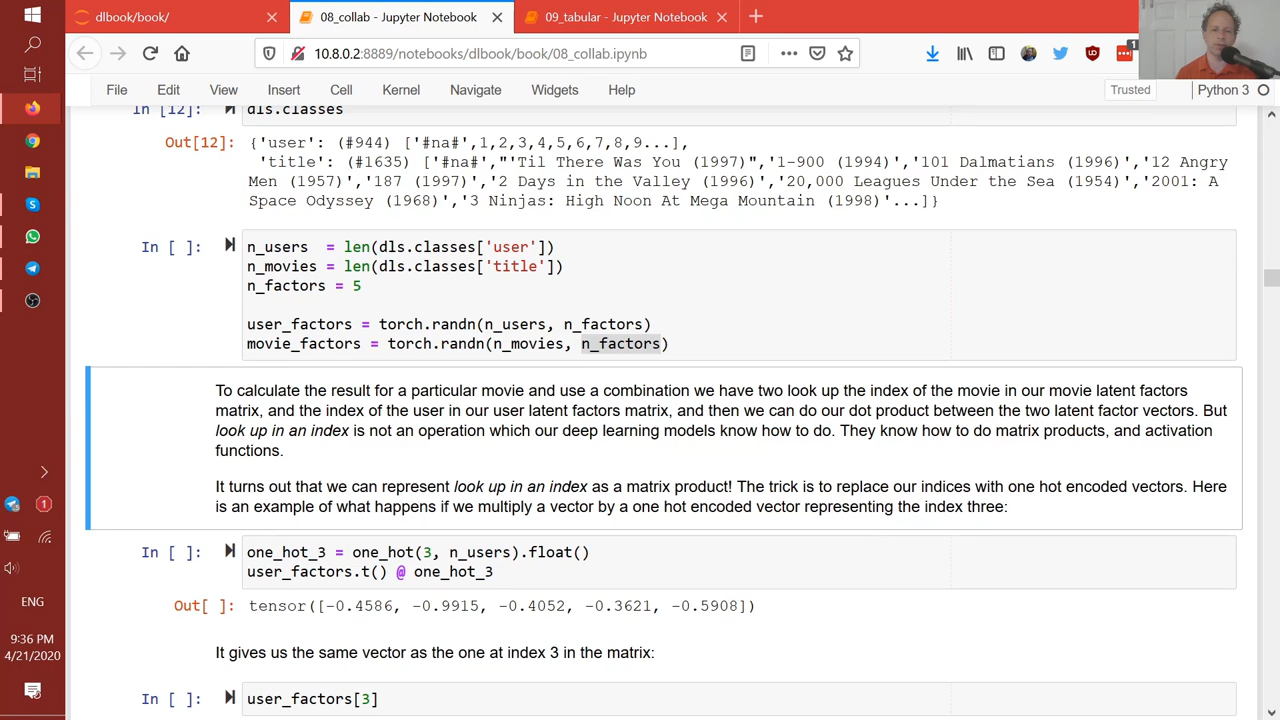 dlbook/book/
08_collab - Jupyter Notebook
09_tabular - Jupyter Notebook
10.8.0.2:8889/notebooks/dlbook/book/08_collab.ipynb
1
File Edit View Insert Cell Kernel Navigate Widgets Help
Trusted Python 3
In [12]: dls.classes
Out[12]: {'user': (#944) ['#na#',1,2,3,4,5,6,7,8,9...],
'title': (#1635) ['#na#',"'Til There Was You (1997)",'1-900 (1994)','101 Dalmatians (1996)','12 Angry
Men (1957)','187 (1997)','2 Days in the Valley (1996)','20,000 Leagues Under the Sea (1954)','2001: A
Space Odyssey (1968)','3 Ninjas: High Noon At Mega Mountain (1998)'...]}
In [ ]: n_users = len(dls.classes['user'])
n_movies = len(dls.classes['title'])
n_factors = 5
user_factors = torch.randn(n_users, n_factors)
movie_factors = torch.randn(n_movies, n_factors)
To calculate the result for a particular movie and use a combination we have two look up the index of the movie in our movie latent factors
matrix, and the index of the user in our user latent factors matrix, and then we can do our dot product between the two latent factor vectors. But
look up in an index is not an operation which our deep learning models know how to do. They know how to do matrix products, and activation
functions.
It turns out that we can represent look up in an index as a matrix product! The trick is to replace our indices with one hot encoded vectors. Here
is an example of what happens if we multiply a vector by a one hot encoded vector representing the index three:
In [ ]: one_hot_3 = one_hot(3, n_users).float()
user_factors.t() @ one_hot_3
Out[ ]: tensor([-0.4586, -0.9915, -0.4052, -0.3621, -0.5908])
It gives us the same vector as the one at index 3 in the matrix:
In [ ]: user_factors[3]
1
ENG
9:36 PM
4/21/2020